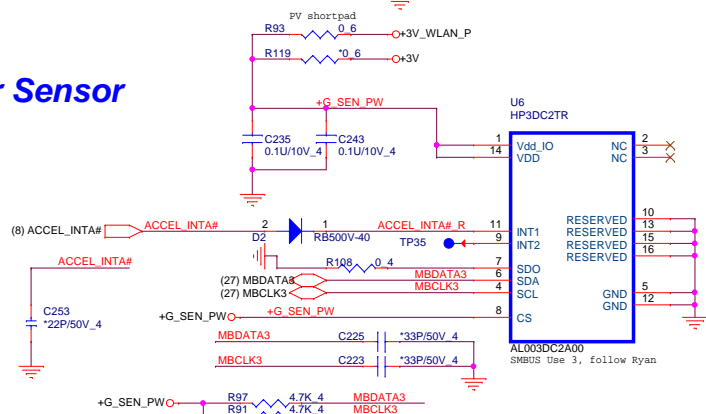 PV shortpad
R93 0_6 +3V_WLAN_P
R119 *0_6 +3V
r Sensor
+G_SEN_PW
U6
HP3DC2TR
C235
0.1U/10V_4
C243
0.1U/10V_4
1 Vdd_IO NC 2
14 VDD NC 3
(8) ACCEL_INTA# ACCEL_INTA# 2 1 ACCEL_INTA#_R 11 INT1
D2 RB500V-40 TP35 9 INT2
RESERVED 10
RESERVED 13
RESERVED 15
RESERVED 16
ACCEL_INTA#
R108 0_4 7 SDO
(27) MBDATA3 MBDATA3 6 SDA
(27) MBCLK3 MBCLK3 4 SCL
GND 5
GND 12
C253
*22P/50V_4
+G_SEN_PW +G_SEN_PW 8 CS
MBDATA3 C225 *33P/50V_4
MBCLK3 C223 *33P/50V_4
AL003DC2A00
SMBUS Use 3, follow Ryan
+G_SEN_PW R97 4.7K_4 MBDATA3
R91 4.7K_4 MBCLK3